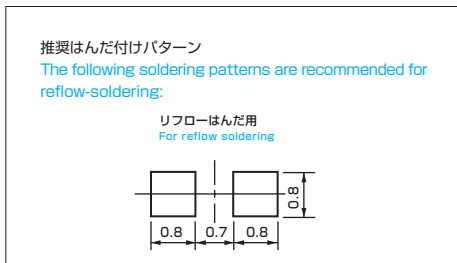 推奨はんだ付けパターン
The following soldering patterns are recommended for
reflow-soldering:
リフローはんだ用
For reflow soldering
0.8
0.8 0.7 0.8